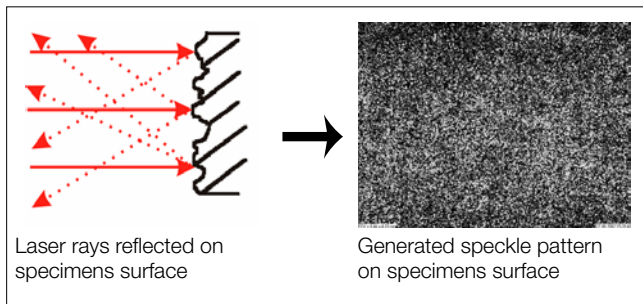 Laser rays reflected on
specimens surface
Generated speckle pattern
on specimens surface